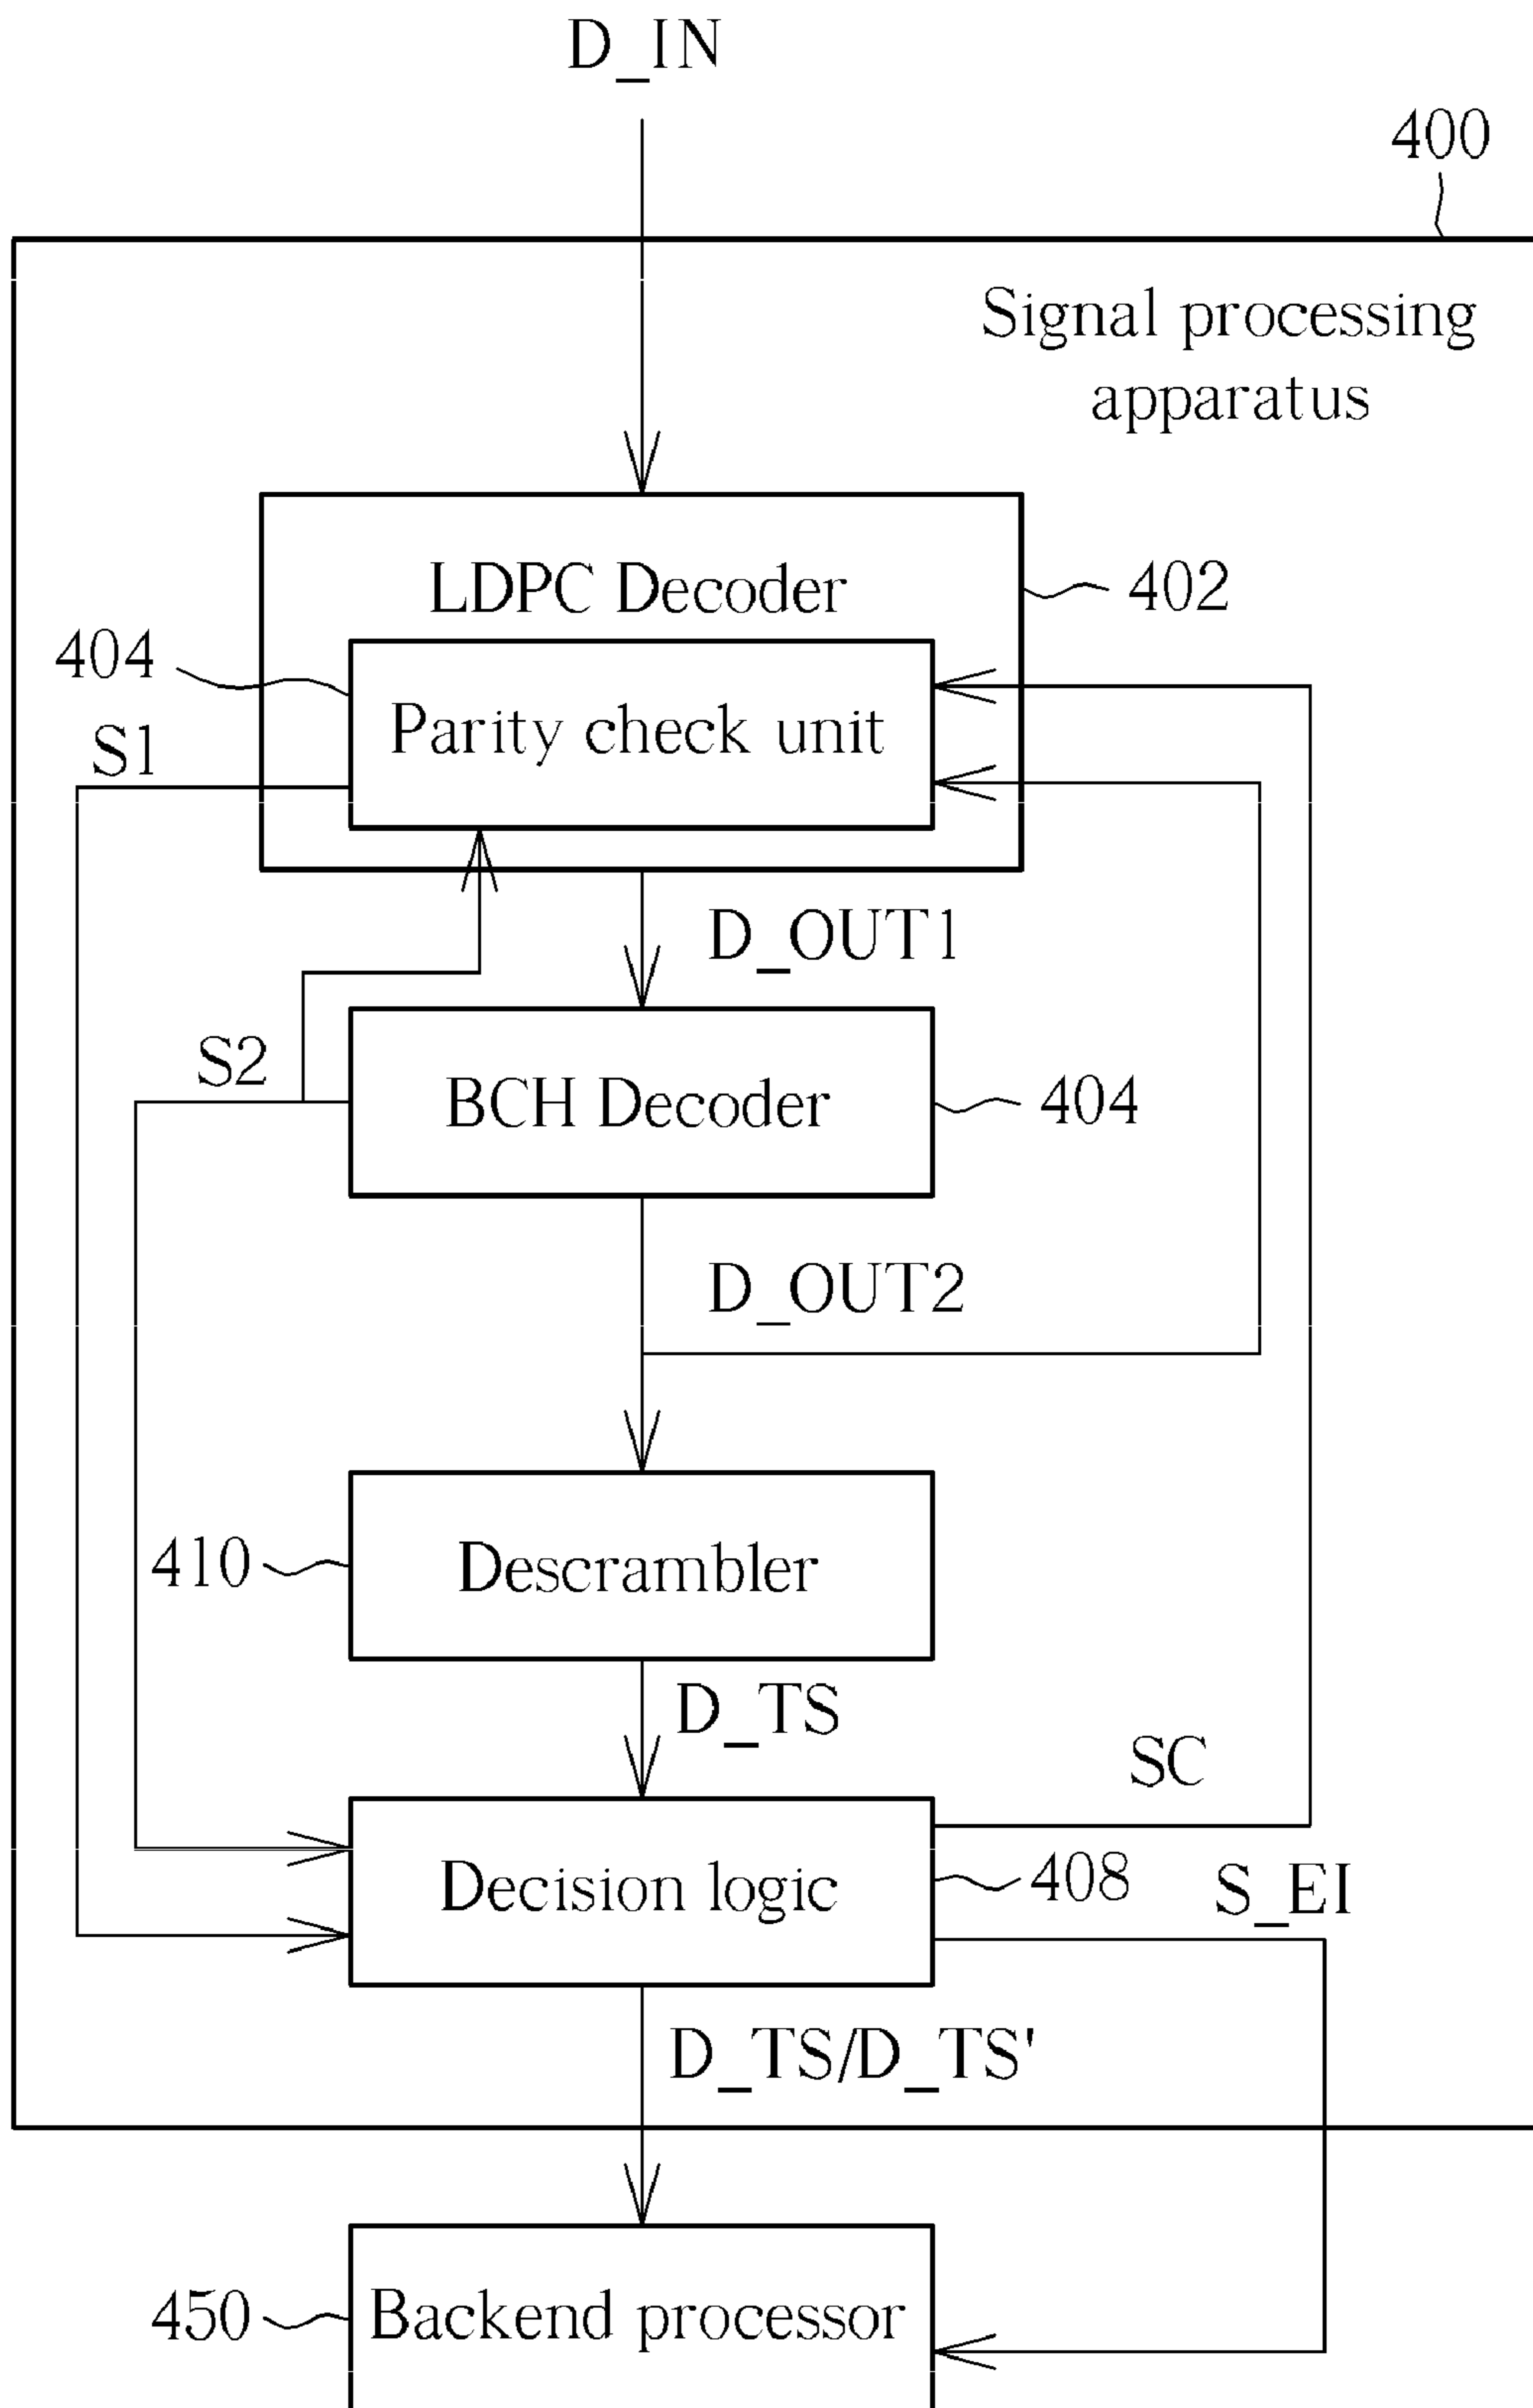 D_IN
400
Signal processing
apparatus
LDPC Decoder
402
404
Parity check unit
S1
D_OUT1
S2
BCH Decoder
404
D_OUT2
410
Descrambler
D_TS
SC
Decision logic
408
S_EI
D_TS/D_TS'
450
Backend processor